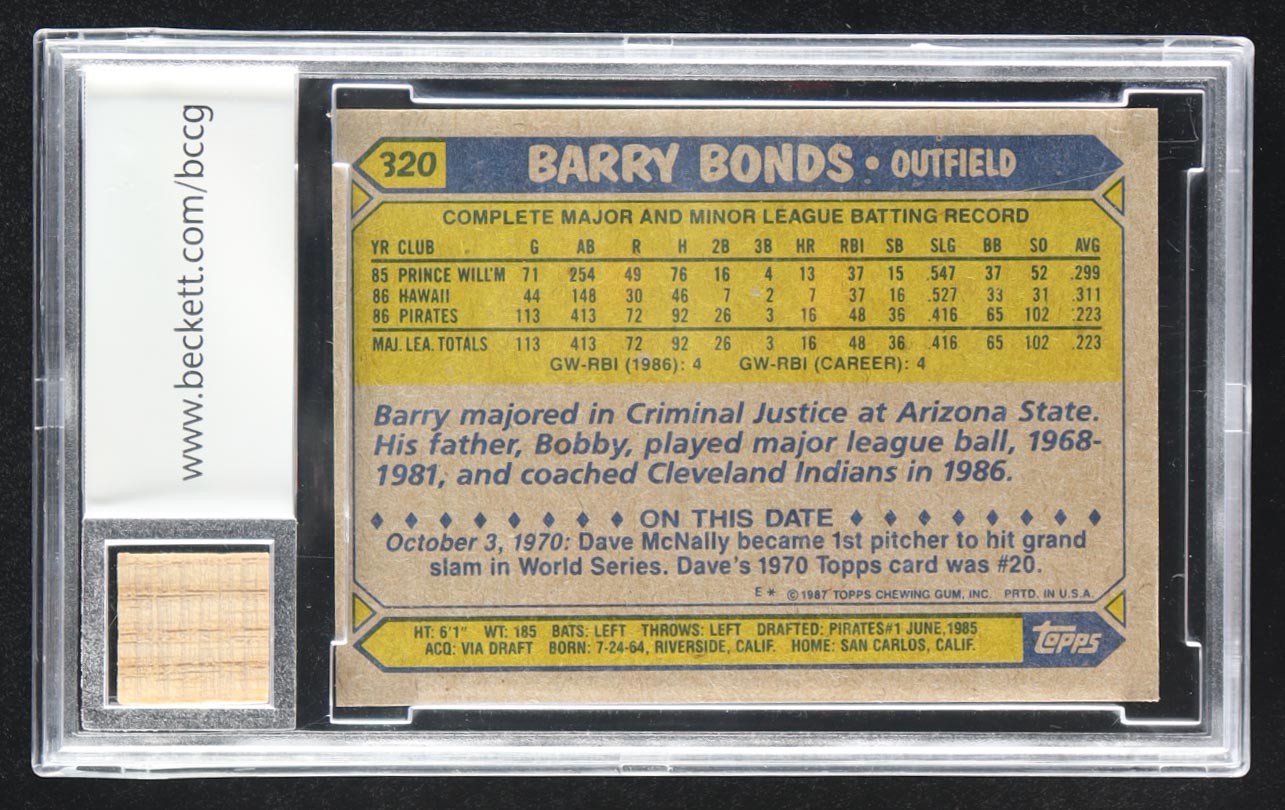 www.beckett.com/bccg
320 BARRY BONDS • OUTFIELD
COMPLETE MAJOR AND MINOR LEAGUE BATTING RECORD
YR CLUB G AB R H 2B 3B HR RBI SB SLG BB SO AVG
85 PRINCE WILL'M 71 254 49 76 16 4 13 37 15 .547 37 52 .299
86 HAWAII 44 148 30 46 7 2 7 37 16 .527 33 31 .311
86 PIRATES 113 413 72 92 26 3 16 48 36 .416 65 102 .223
MAJ. LEA. TOTALS 113 413 72 92 26 3 16 48 36 .416 65 102 .223
GW-RBI (1986): 4 GW-RBI (CAREER): 4
Barry majored in Criminal Justice at Arizona State.
His father, Bobby, played major league ball, 1968-
1981, and coached Cleveland Indians in 1986.
ON THIS DATE
October 3, 1970: Dave McNally became 1st pitcher to hit grand
slam in World Series. Dave's 1970 Topps card was #20.
E* ©1987 TOPPS CHEWING GUM, INC. PRTD. IN U.S.A.
HT: 6'1" WT: 185 BATS: LEFT THROWS: LEFT DRAFTED: PIRATES#1 JUNE,1985
ACQ: VIA DRAFT BORN: 7-24-64, RIVERSIDE, CALIF. HOME: SAN CARLOS, CALIF.
topps